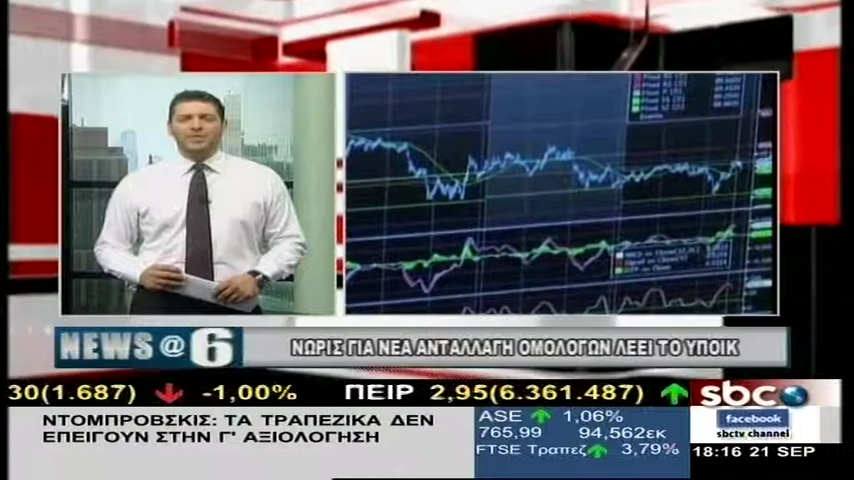 NEWS@6
ΝΩΡΙΣ ΓΙΑ ΝΕΑ ΑΝΤΑΛΛΑΓΗ ΟΜΟΛΟΓΩΝ ΛΕΕΙ ΤΟ ΥΠΟΙΚ
30(1.687) -1,00% ΠΕΙΡ 2,95(6.361.487)
sbc
ΝΤΟΜΠΡΟΒΣΚΙΣ: ΤΑ ΤΡΑΠΕΖΙΚΑ ΔΕΝ
ΕΠΕΙΓΟΥΝ ΣΤΗΝ Γ' ΑΞΙΟΛΟΓΗΣΗ
ASE 1,06%
765,99 94,562εκ
FTSE Τραπεζ 3,79%
facebook
sbctv channel
18:16 21 SEP